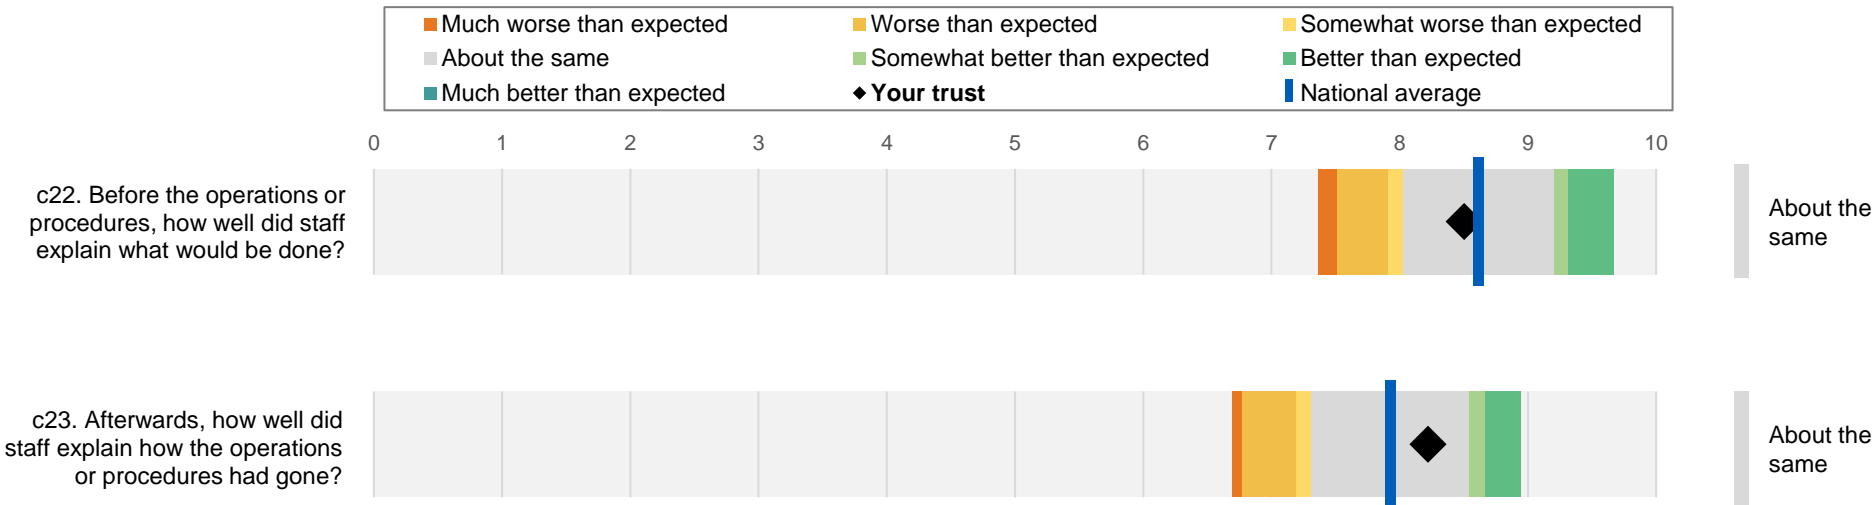 Much worse than expected
Worse than expected
Somewhat worse than expected
About the same
Somewhat better than expected
Better than expected
Much better than expected
Your trust
National average
0 1 2 3 4 5 6 7 8 9 10
c22. Before the operations or
procedures, how well did staff
explain what would be done?
About the
same
c23. Afterwards, how well did
staff explain how the operations
or procedures had gone?
About the
same